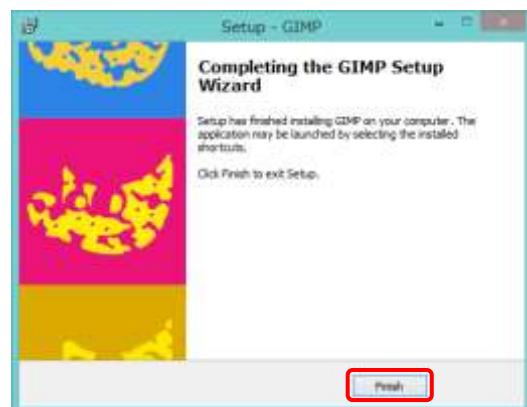 Setup - GIMP
Completing the GIMP Setup
Wizard
Setup has finished installing GIMP on your computer. The
application may be launched by selecting the installed
shortcuts.
Click Finish to exit Setup.
Finish